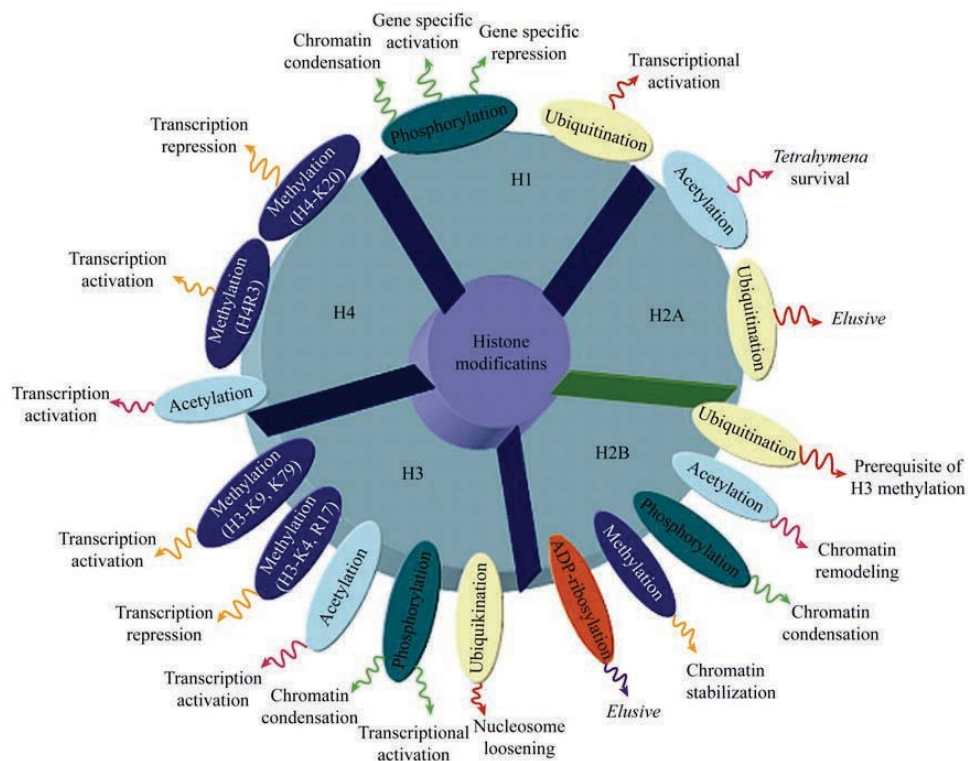 Gene specific
activation
Chromatin
condensation
Gene specific
repression
Phosphorylation
Transcriptional
activation
Ubiquitination
Tetrahymena
survival
Acetylation
Elusive
Ubiquitination
Prerequisite of
H3 methylation
Ubiquitination
Chromatin
remodeling
Acetylation
Chromatin
condensation
Phosphorylation
Chromatin
stabilization
Methylation
Elusive
ADP-ribosylation
Nucleosome
loosening
Ubiquikination
Transcriptional
activation
Chromatin
condensation
Phosphorylation
Transcription
activation
Acetylation
Transcription
repression
Methylation
(H3-K4, R17)
Transcription
activation
Methylation
(H3-K9, K79)
Transcription
activation
Acetylation
Transcription
activation
Methylation
(H4R3)
Transcription
repression
Methylation
(H4-K20)
H1
H2A
H2B
H3
H4
Histone
modificatins